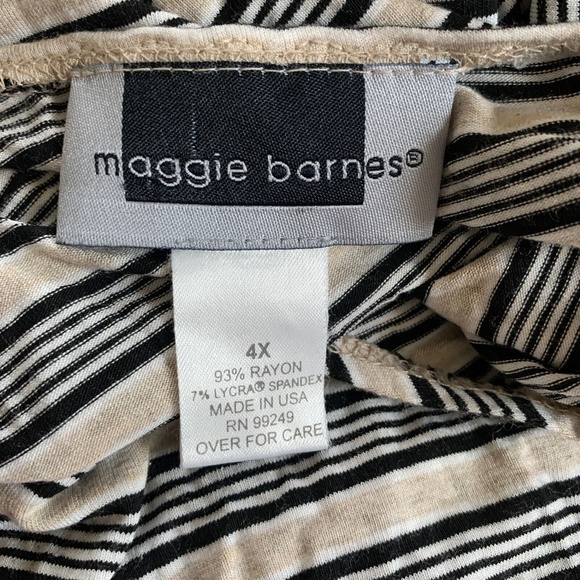 maggie barnes®
4X
93% RAYON
7% LYCRA® SPANDEX
MADE IN USA
RN 99249
OVER FOR CARE